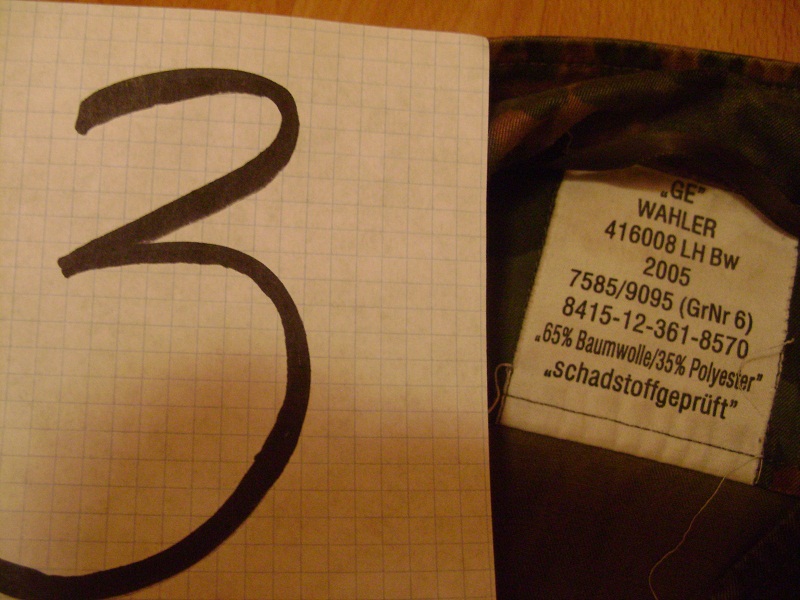 3
„GE”
WAHLER
416008 LH Bw
2005
7585/9095 (GrNr 6)
8415-12-361-8570
„65% Baumwolle/35% Polyester”
„schadstoffgeprüft”